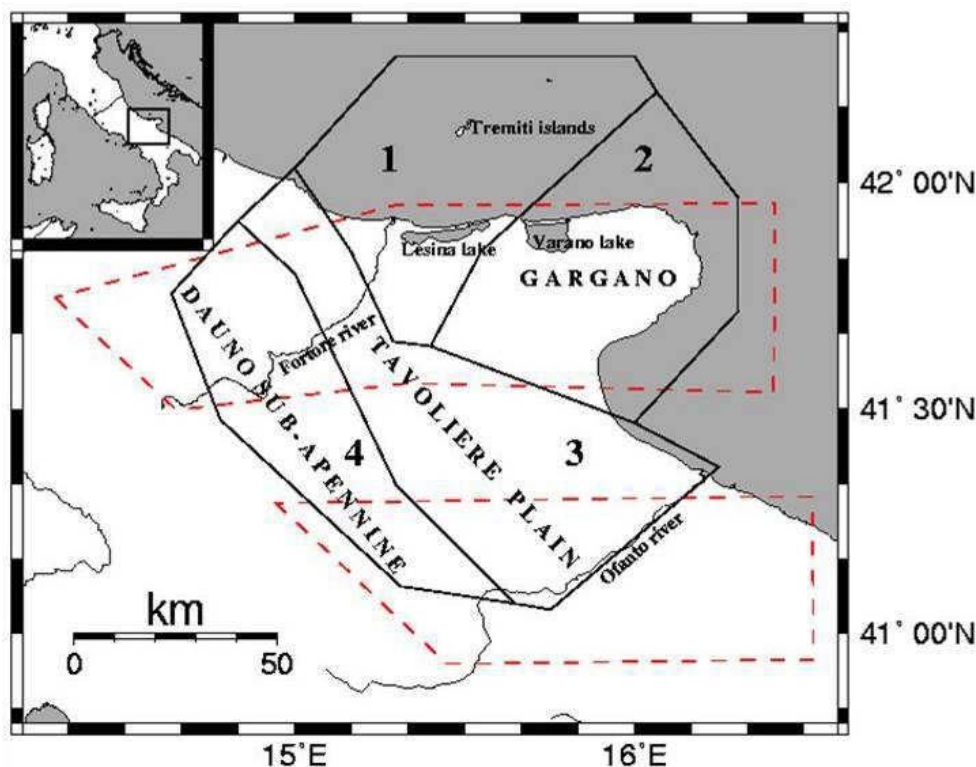 Tremiti islands
1
2
42° 00'N
Lesina lake
Varano lake
GARGANO
DAUNO SUB-APENNINE
Fortore river
TAVOLIERE PLAIN
41° 30'N
4
3
Ofanto river
km
0
50
41° 00'N
15°E
16°E